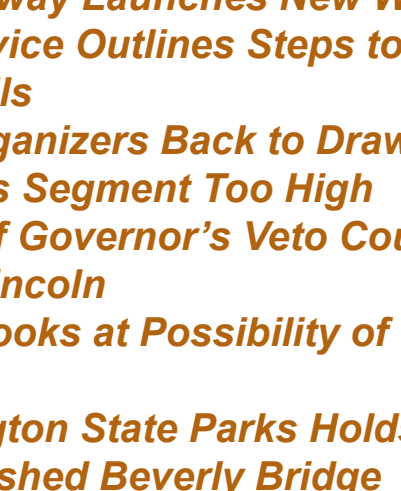 way Launches New W
vice Outlines Steps to
ls
ganizers Back to Draw
s Segment Too High
f Governor’s Veto Cou
incoln
ooks at Possibility of
gton State Parks Holds
shed Beverly Bridge